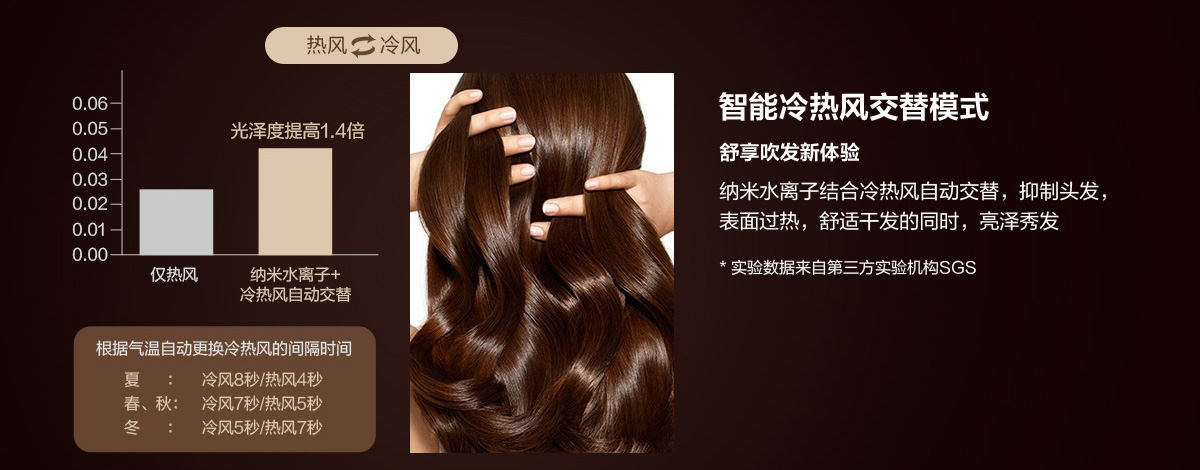 热风 冷风
0.06
0.05
0.04
0.03
0.02
0.01
0.00
光泽度提高1.4倍
仅热风
纳米水离子+
冷热风自动交替
根据气温自动更换冷热风的间隔时间
夏 : 冷风8秒/热风4秒
春、秋: 冷风7秒/热风5秒
冬 : 冷风5秒/热风7秒
智能冷热风交替模式
舒享吹发新体验
纳米水离子结合冷热风自动交替，抑制头发，
表面过热，舒适干发的同时，亮泽秀发
* 实验数据来自第三方实验机构SGS